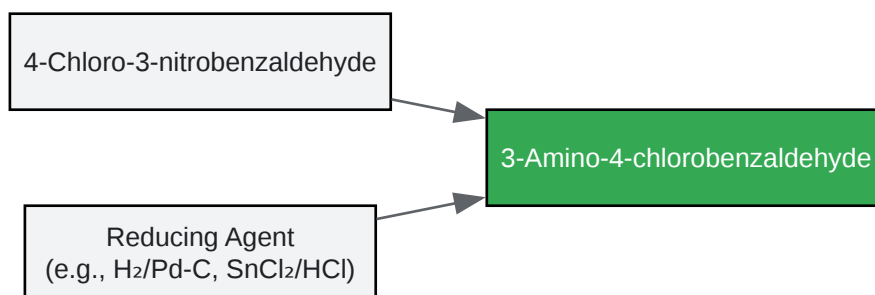 4-Chloro-3-nitrobenzaldehyde
3-Amino-4-chlorobenzaldehyde
Reducing Agent
(e.g., H₂/Pd-C, SnCl₂/HCl)